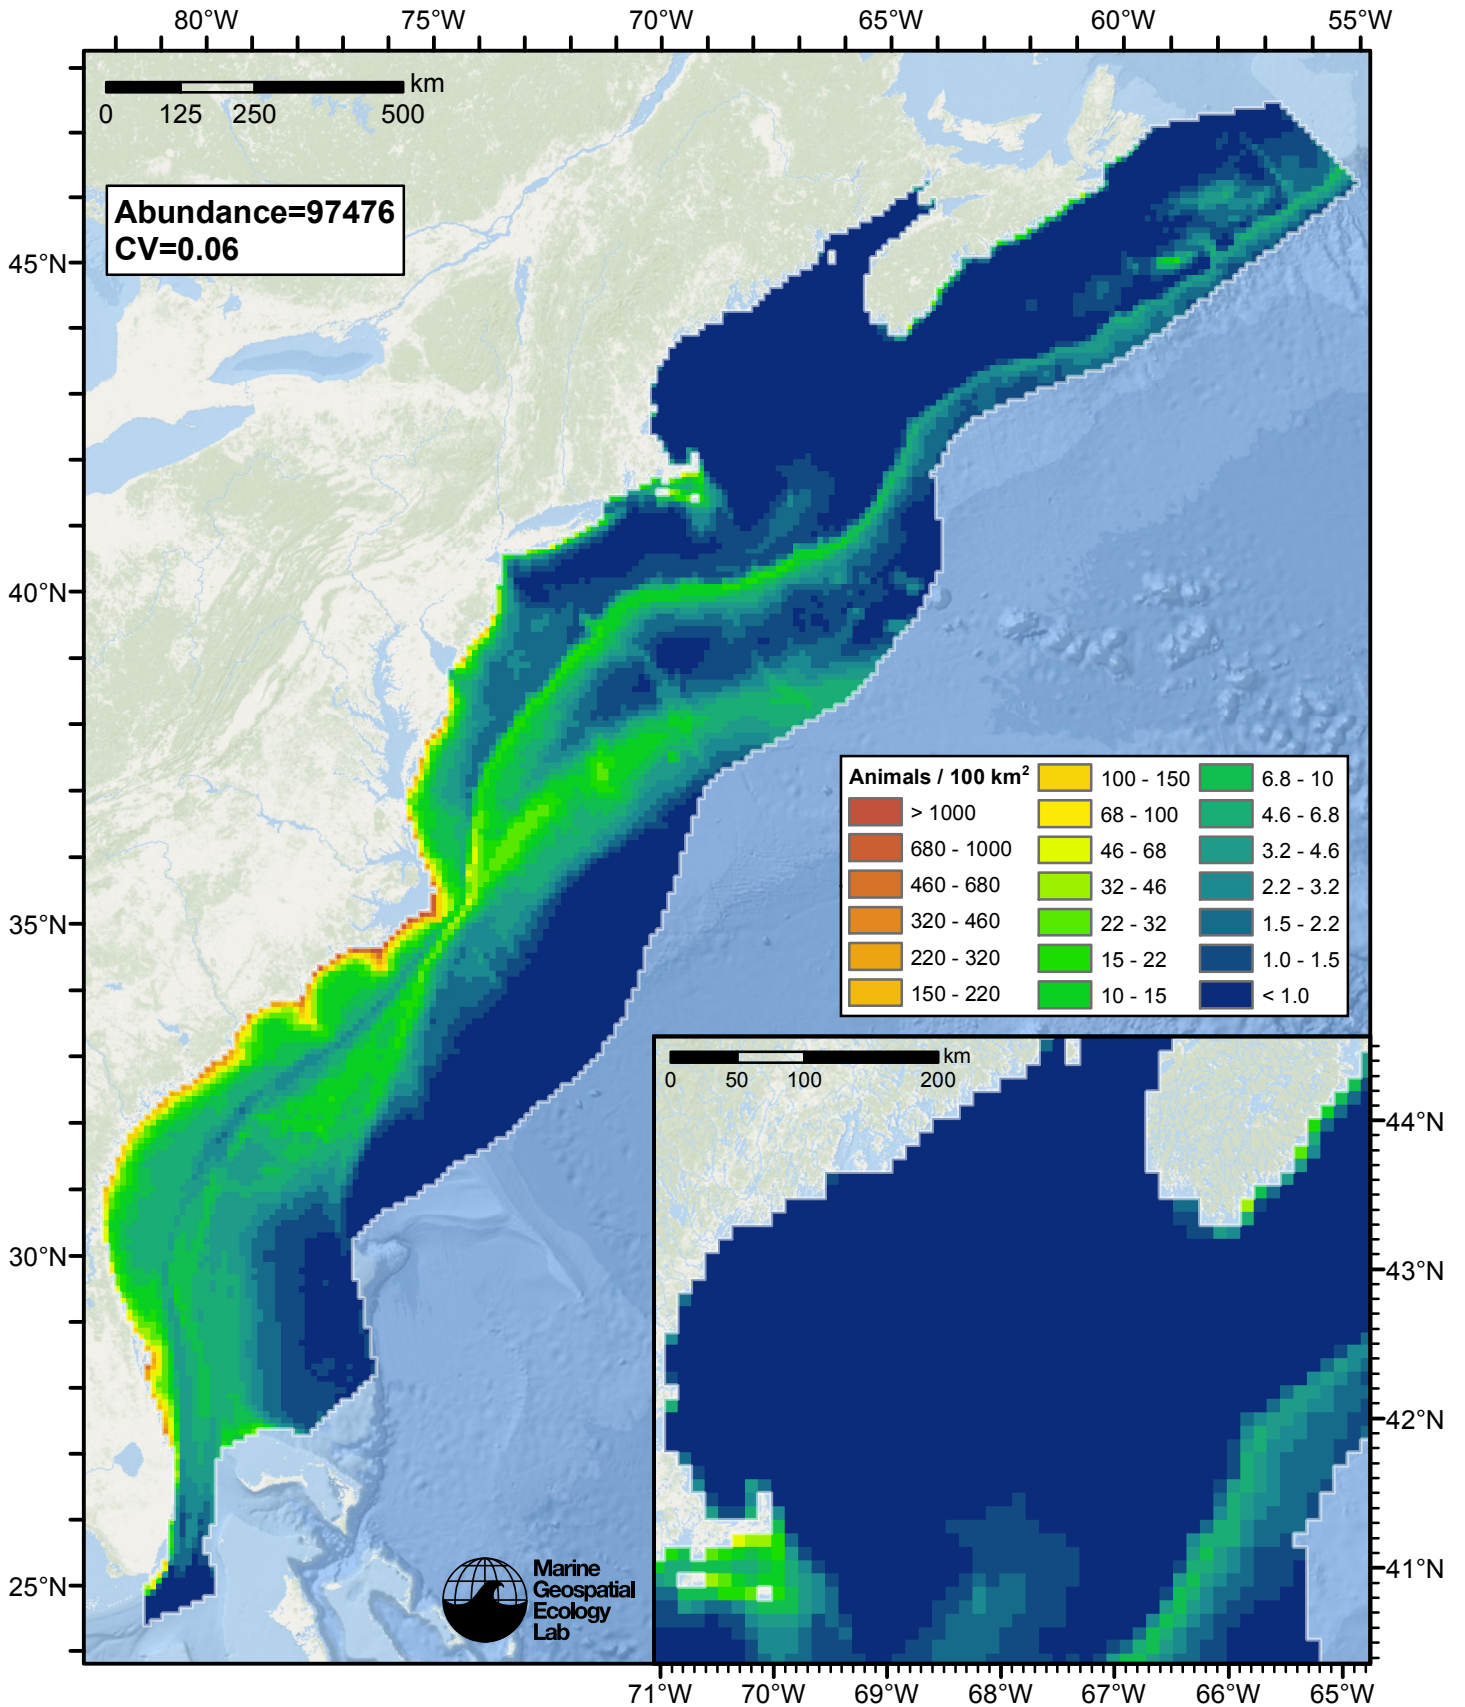 80°W 75°W 70°W 65°W 60°W 55°W
km
0 125 250 500
Abundance=97476
CV=0.06
45°N
40°N
35°N
30°N
25°N
Animals / 100 km²
> 1000
680 - 1000
460 - 680
320 - 460
220 - 320
150 - 220
100 - 150
68 - 100
46 - 68
32 - 46
22 - 32
15 - 22
10 - 15
6.8 - 10
4.6 - 6.8
3.2 - 4.6
2.2 - 3.2
1.5 - 2.2
1.0 - 1.5
< 1.0
km
0 50 100 200
44°N
43°N
42°N
41°N
Marine
Geospatial
Ecology
Lab
71°W 70°W 69°W 68°W 67°W 66°W 65°W